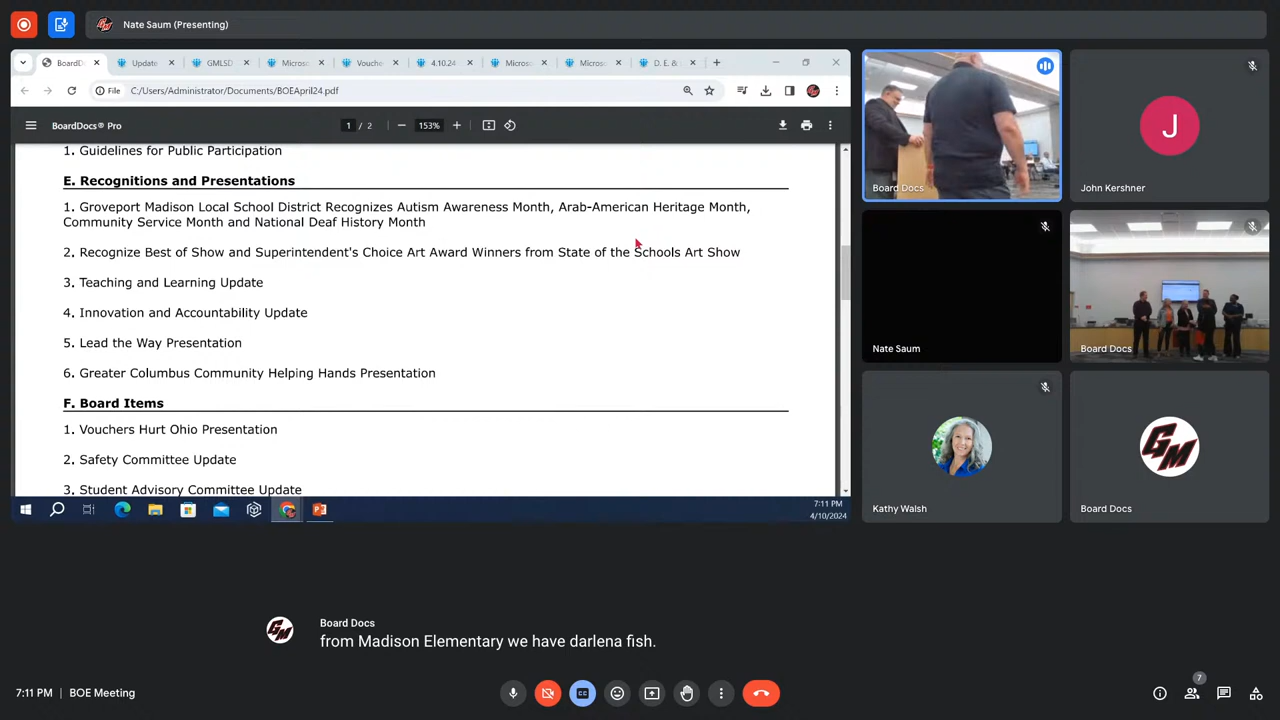 Nate Saum (Presenting)
BoardD
Update
GMLSD
Micros
Vouche
4.10.24
Micros
Micros
D. E. &
File
C:/Users/Administrator/Documents/BOEApril24.pdf
BoardDocs® Pro
1 / 2
153%
1. Guidelines for Public Participation
E. Recognitions and Presentations
1. Groveport Madison Local School District Recognizes Autism Awareness Month, Arab-American Heritage Month,
Community Service Month and National Deaf History Month
2. Recognize Best of Show and Superintendent's Choice Art Award Winners from State of the Schools Art Show
3. Teaching and Learning Update
4. Innovation and Accountability Update
5. Lead the Way Presentation
6. Greater Columbus Community Helping Hands Presentation
F. Board Items
1. Vouchers Hurt Ohio Presentation
2. Safety Committee Update
3. Student Advisory Committee Update
7:11 PM
4/10/2024
Board Docs
J
John Kershner
Nate Saum
Board Docs
Kathy Walsh
GM
Board Docs
GM
Board Docs
from Madison Elementary we have darlena fish.
7:11 PM | BOE Meeting
CC
7